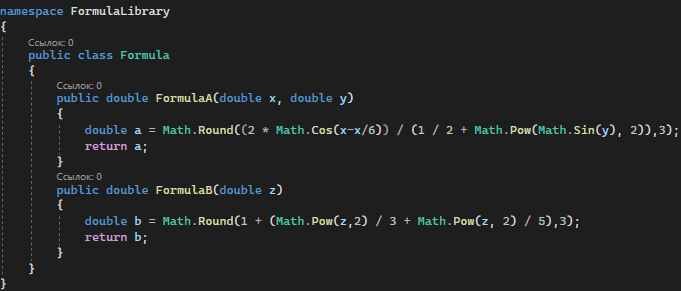 namespace FormulaLibrary
{
Ссылок: 0
public class Formula
{
Ссылок: 0
public double FormulaA(double x, double y)
{
double a = Math.Round((2 * Math.Cos(x-x/6)) / (1 / 2 + Math.Pow(Math.Sin(y), 2)),3);
return a;
}
Ссылок: 0
public double FormulaB(double z)
{
double b = Math.Round(1 + (Math.Pow(z,2) / 3 + Math.Pow(z, 2) / 5),3);
return b;
}
}
}